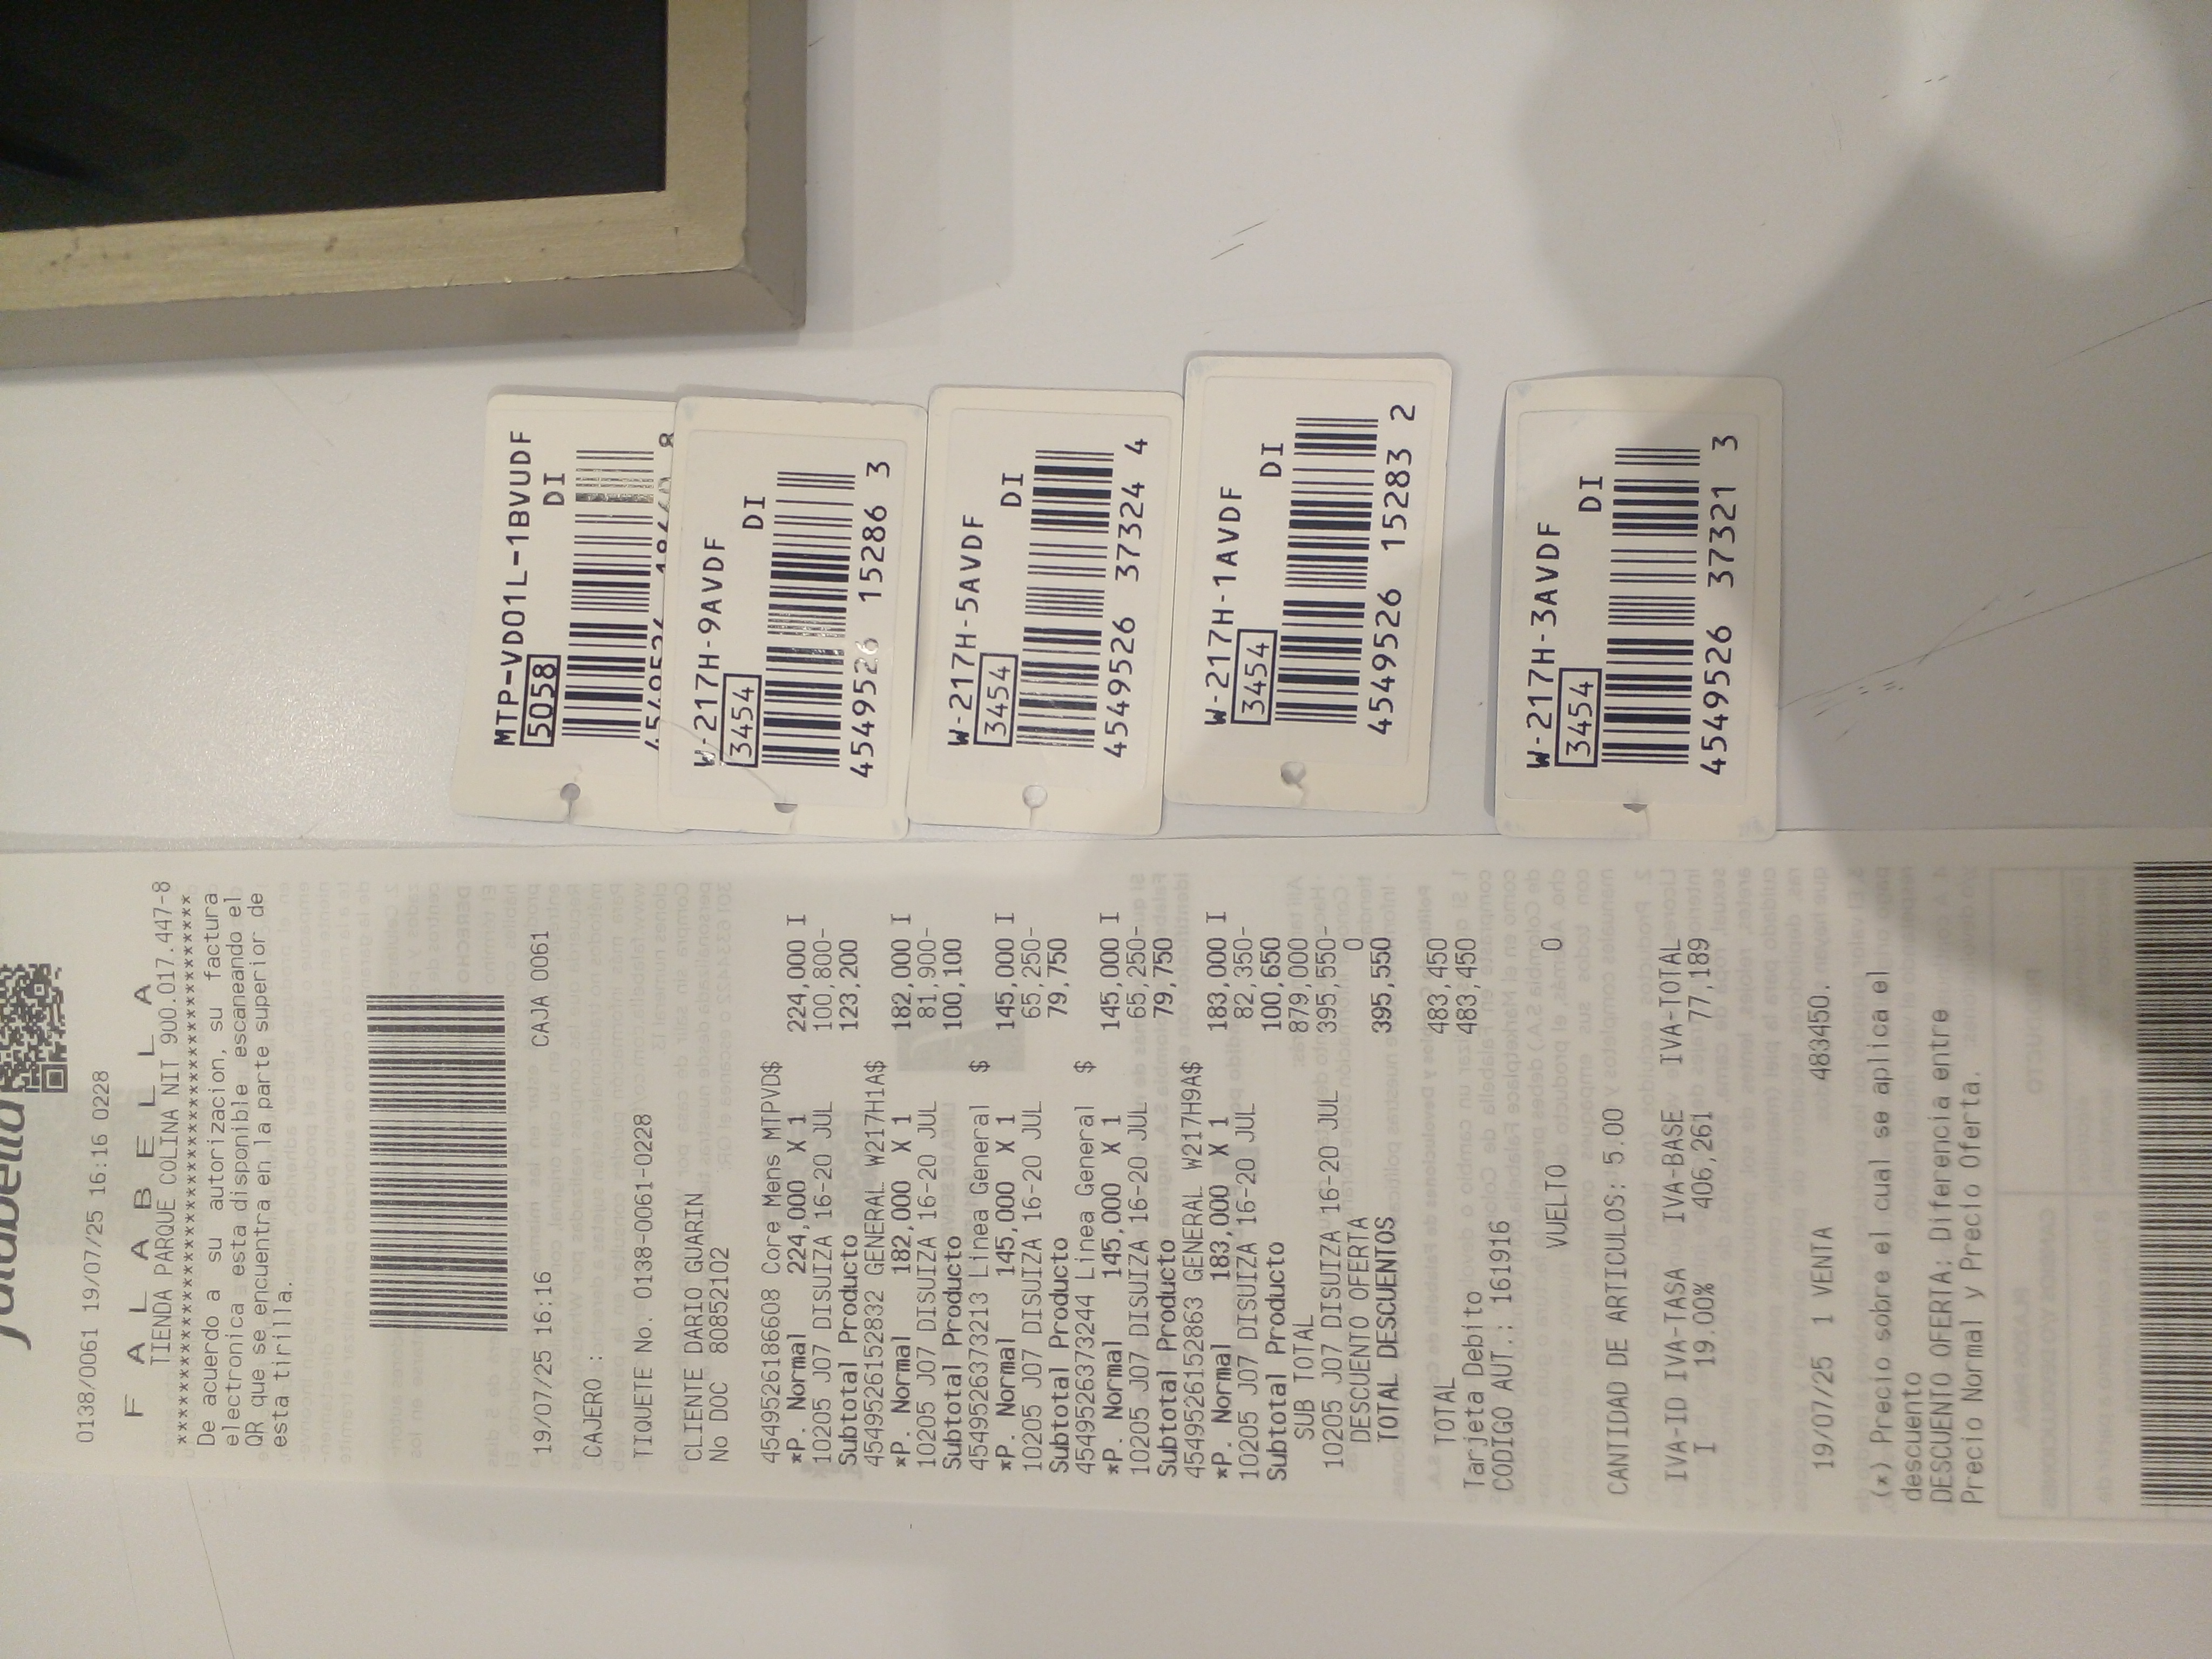 MTP-VD01L-1BVUDF
5058 DI
W-217H-9AVDF
3454 DI
4549526 15286 3
W-217H-5AVDF
3454 DI
4549526 37324 4
W-217H-1AVDF
3454 DI
4549526 15283 2
W-217H-3AVDF
3454 DI
4549526 37321 3
falabella
0138/0061 19/07/25 16:16 0228
F A L A B E L L A
TIENDA PARQUE COLINA NIT 900.017.447-8
De acuerdo a su autorizacion, su factura
electronica esta disponible escaneando el
QR que se encuentra en la parte superior de
esta tirilla.
19/07/25 16:16 CAJA 0061
CAJERO :
TIQUETE No. 0138-0061-0228
CLIENTE DARIO GUARIN
No DOC 80852102
4549526186608 Core Mens MTPVD$
*P. Normal 224,000 X 1 224,000 I
10205 J07 DISUIZA 16-20 JUL 100,800-
Subtotal Producto 123,200
4549526152832 GENERAL W217H1A$
*P. Normal 182,000 X 1 182,000 I
10205 J07 DISUIZA 16-20 JUL 81,900-
Subtotal Producto 100,100
4549526373213 Linea General $
*P. Normal 145,000 X 1 145,000 I
10205 J07 DISUIZA 16-20 JUL 65,250-
Subtotal Producto 79,750
4549526373244 Linea General $
*P. Normal 145,000 X 1 145,000 I
10205 J07 DISUIZA 16-20 JUL 65,250-
Subtotal Producto 79,750
4549526152863 GENERAL W217H9A$
*P. Normal 183,000 X 1 183,000 I
10205 J07 DISUIZA 16-20 JUL 82,350-
Subtotal Producto 100,650
SUB TOTAL 879,000
10205 J07 DISUIZA 16-20 JUL 395,550-
DESCUENTO OFERTA 0
TOTAL DESCUENTOS 395,550
TOTAL 483,450
Tarjeta Debito 483,450
CODIGO AUT.: 161916
VUELTO 0
CANTIDAD DE ARTICULOS: 5.00
IVA-ID IVA-TASA IVA-BASE IVA-TOTAL
I 19.00% 406,261 77,189
19/07/25 1 VENTA 483450.
(*) Precio sobre el cual se aplica el
descuento
DESCUENTO OFERTA: Diferencia entre
Precio Normal y Precio Oferta.